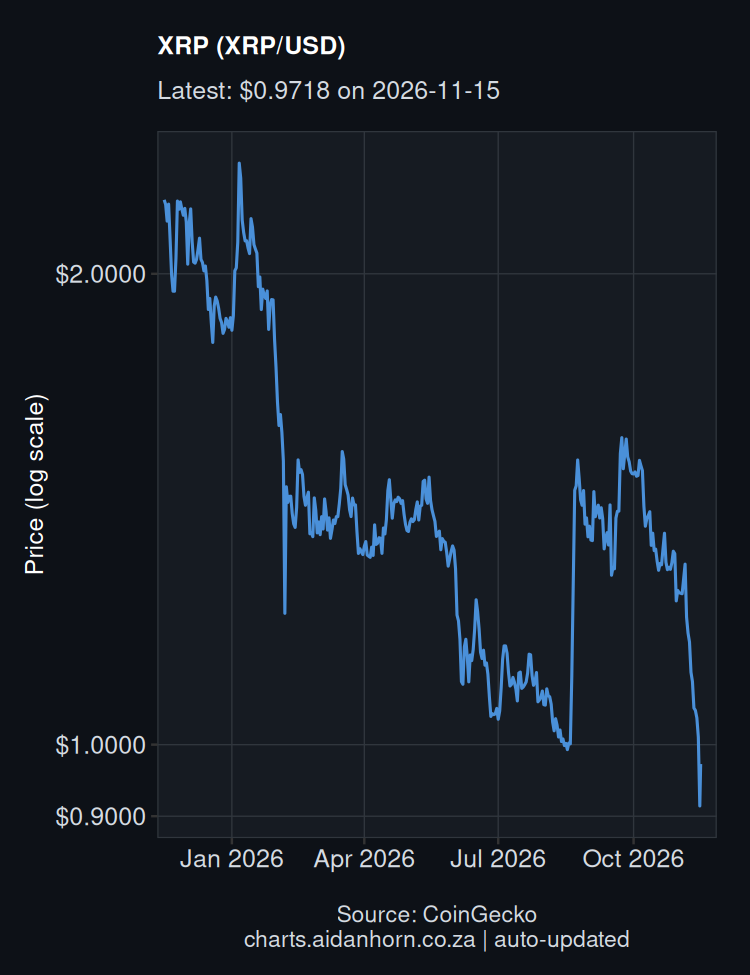 XRP (XRP/USD)
Latest: $0.9718 on 2026-11-15
Price (log scale)
$2.0000
$1.0000
$0.9000
Jan 2026 Apr 2026 Jul 2026 Oct 2026
Source: CoinGecko
charts.aidanhorn.co.za | auto-updated